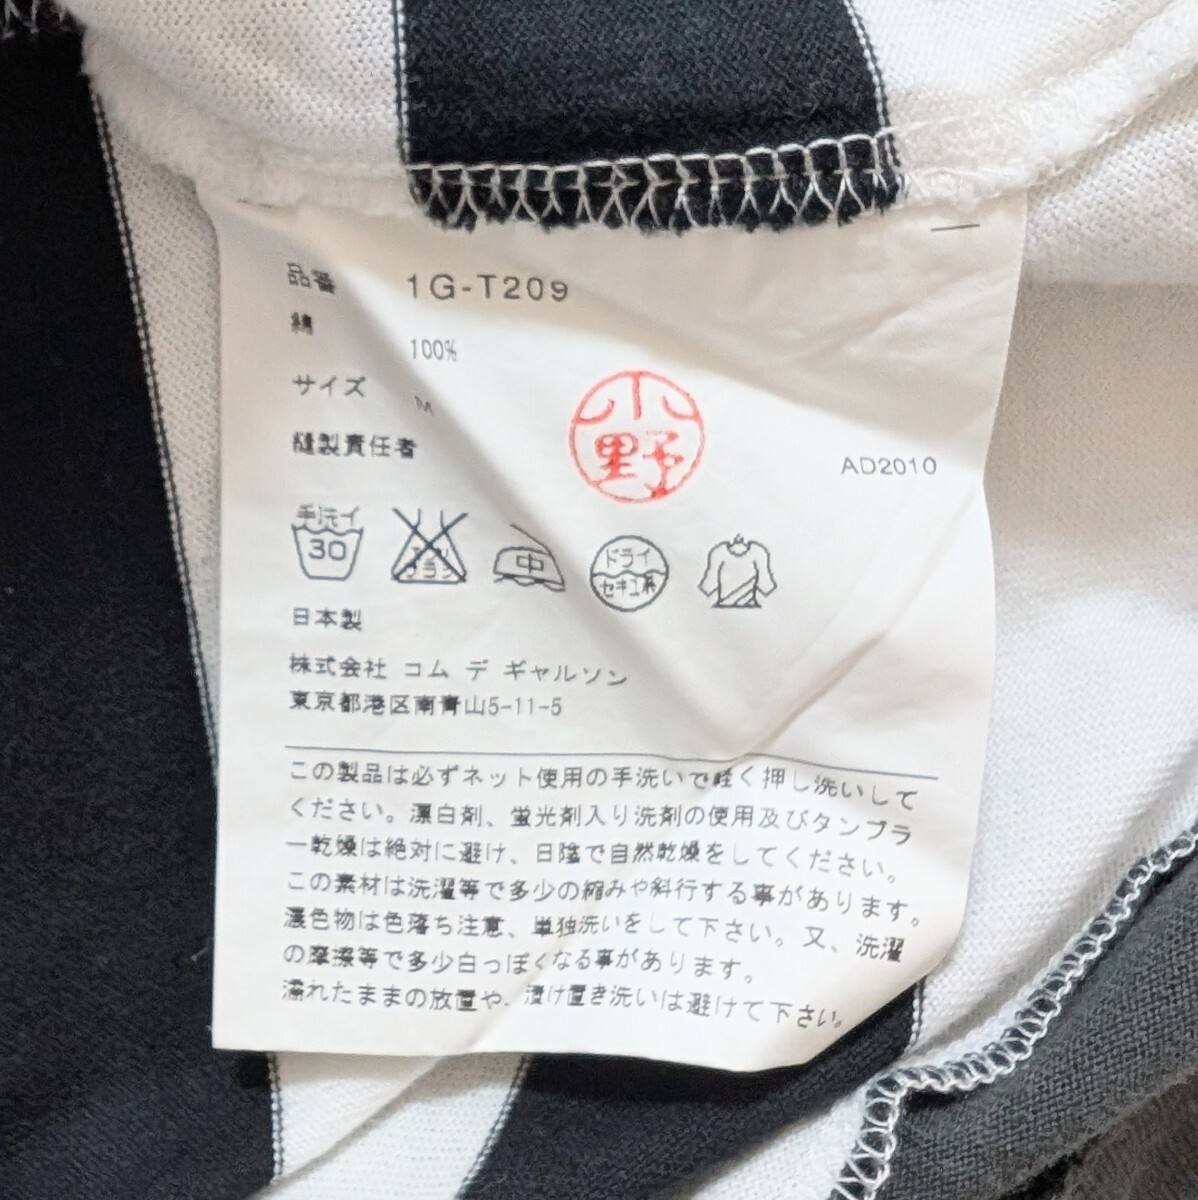 品番 1G-T209
綿 100%
サイズ M
縫製責任者 小野
AD2010
手洗イ
30
エンソ
サラシ
中
ドライ
セキユ系
日本製
株式会社 コム デ ギャルソン
東京都港区南青山5-11-5
この製品は必ずネット使用の手洗いで軽く押し洗いして
ください。漂白剤、蛍光剤入り洗剤の使用及びタンブラ
ー乾燥は絶対に避け、日陰で自然乾燥をしてください。
この素材は洗濯等で多少の縮みや斜行する事があります。
濃色物は色落ち注意、単独洗いをして下さい。又、洗濯
の摩擦等で多少白っぽくなる事があります。
濡れたままの放置や、漬け置き洗いは避けて下さい。